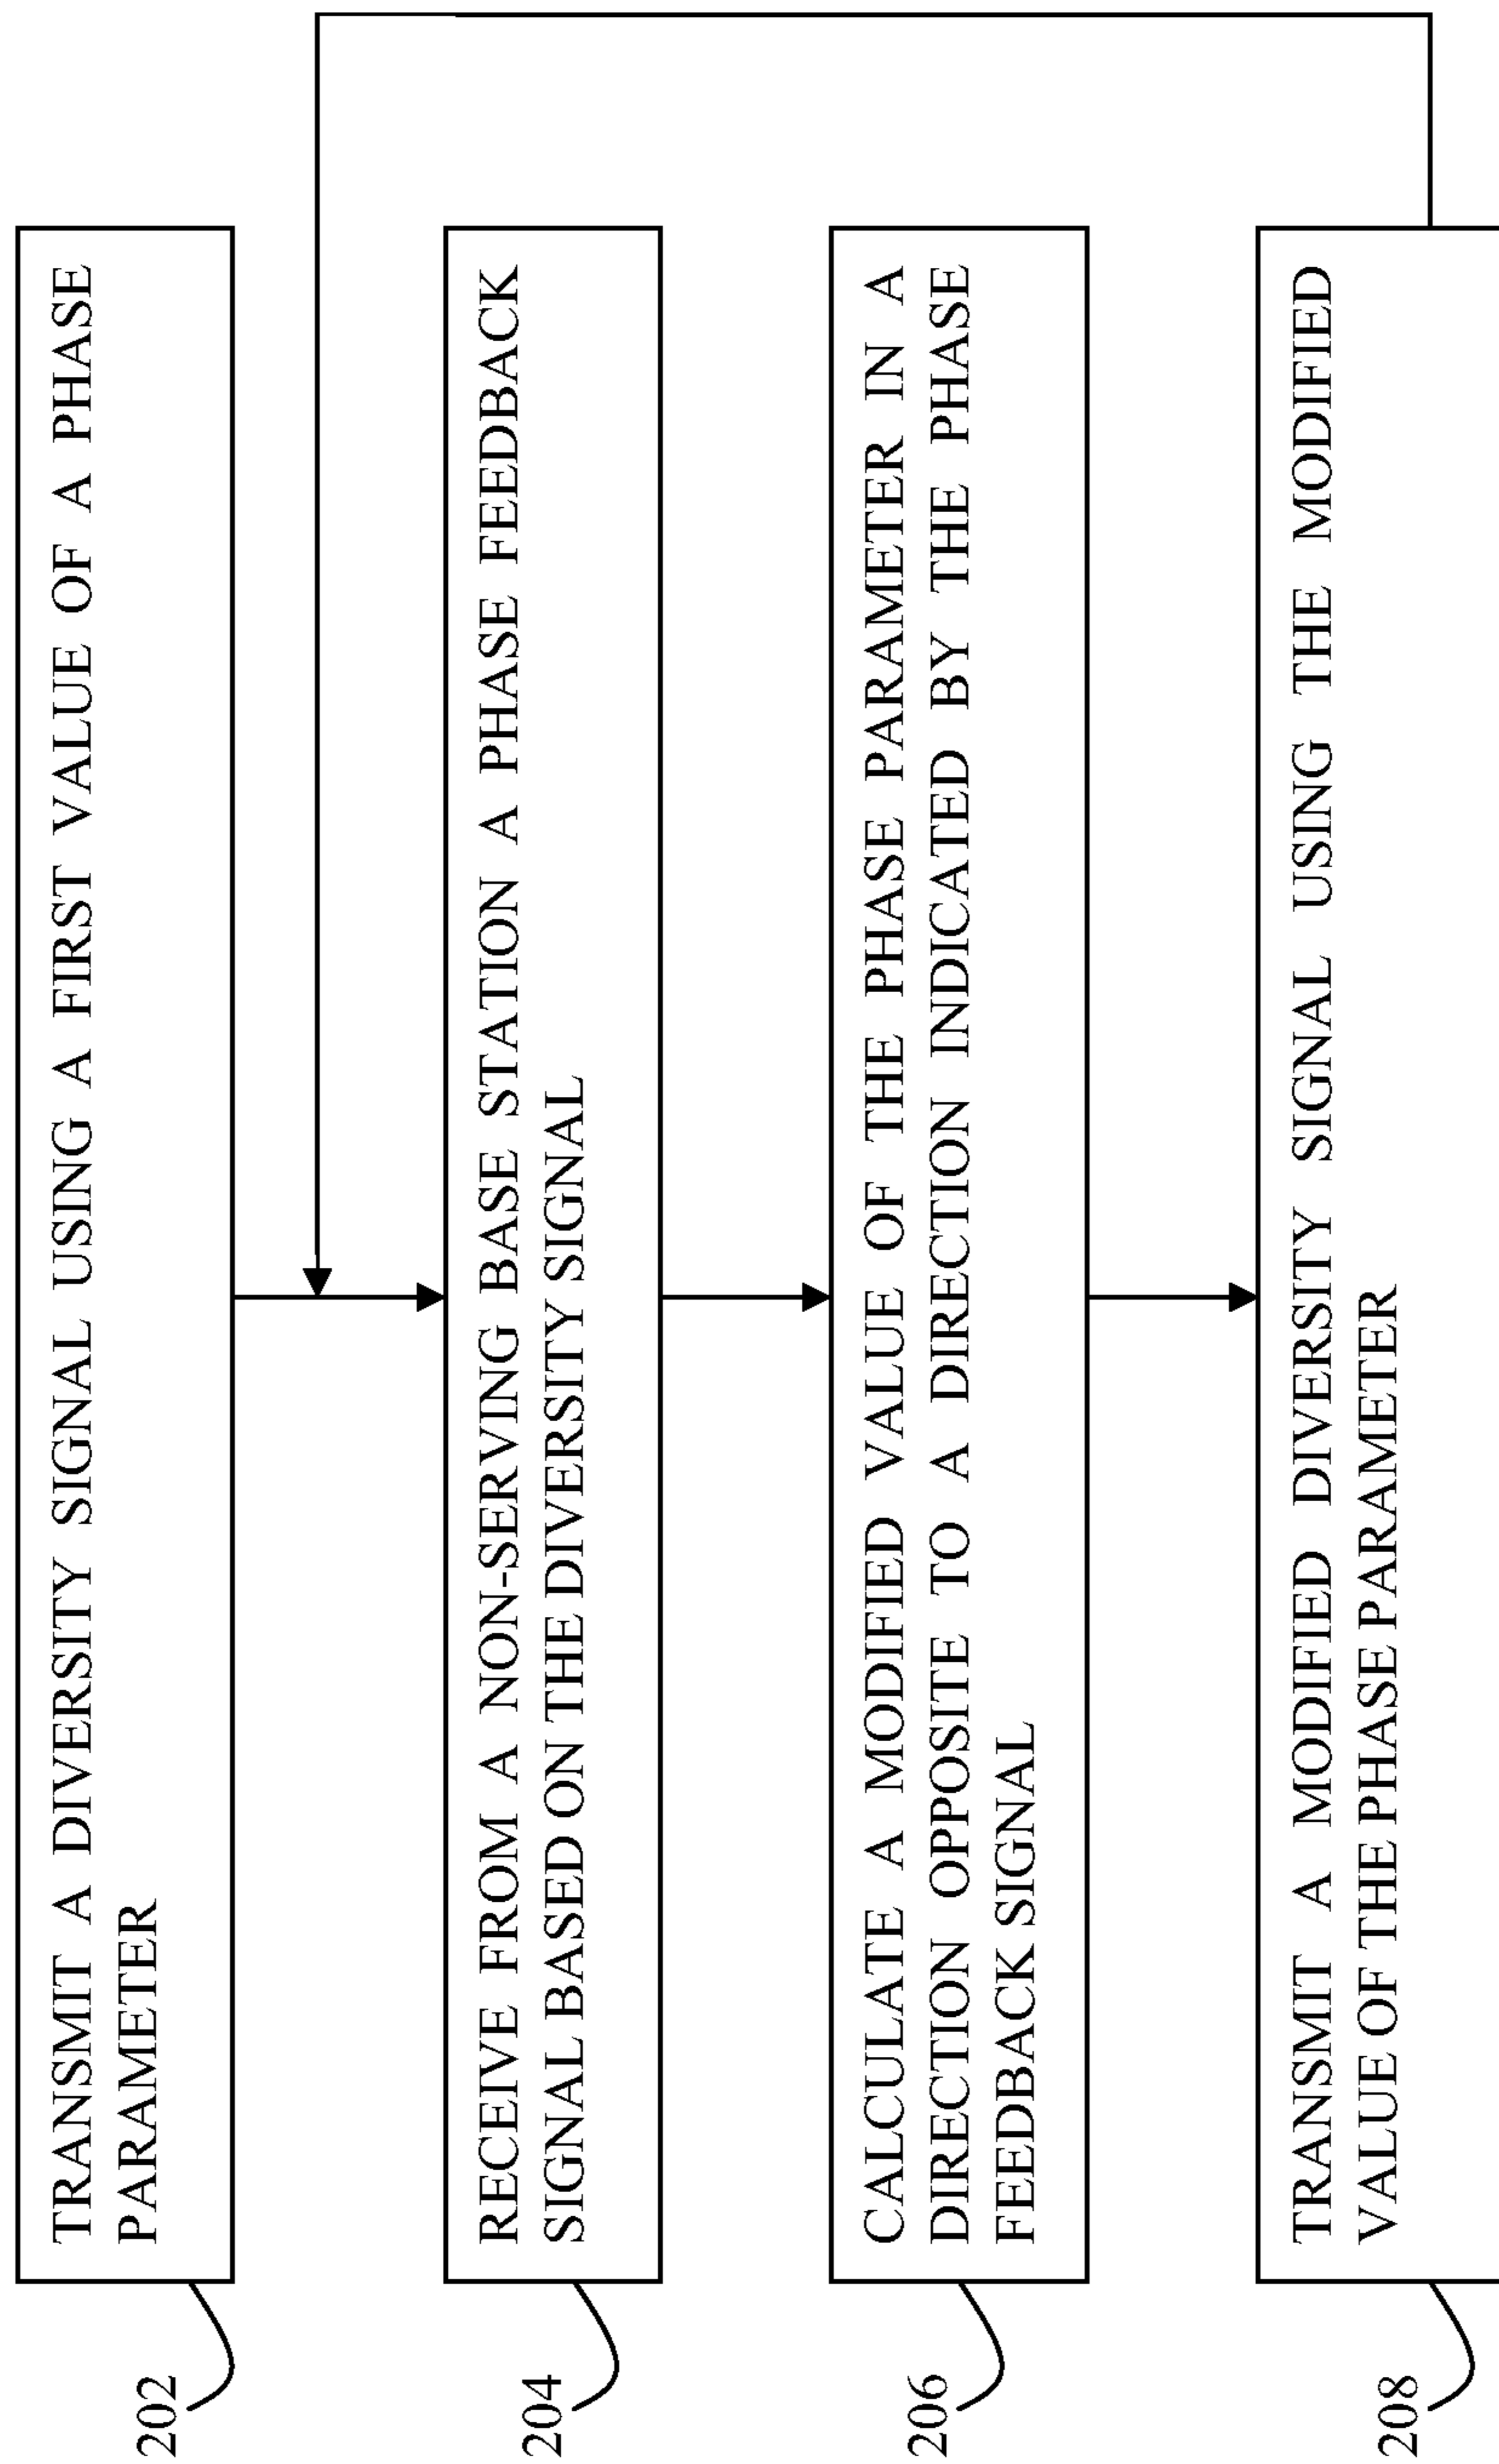 202
TRANSMIT A DIVERSITY SIGNAL USING A FIRST VALUE OF A PHASE
PARAMETER
204
RECEIVE FROM A NON-SERVING BASE STATION A PHASE FEEDBACK
SIGNAL BASED ON THE DIVERSITY SIGNAL
206
CALCULATE A MODIFIED VALUE OF THE PHASE PARAMETER IN A
DIRECTION OPPOSITE TO A DIRECTION INDICATED BY THE PHASE
FEEDBACK SIGNAL
208
TRANSMIT A MODIFIED DIVERSITY SIGNAL USING THE MODIFIED
VALUE OF THE PHASE PARAMETER